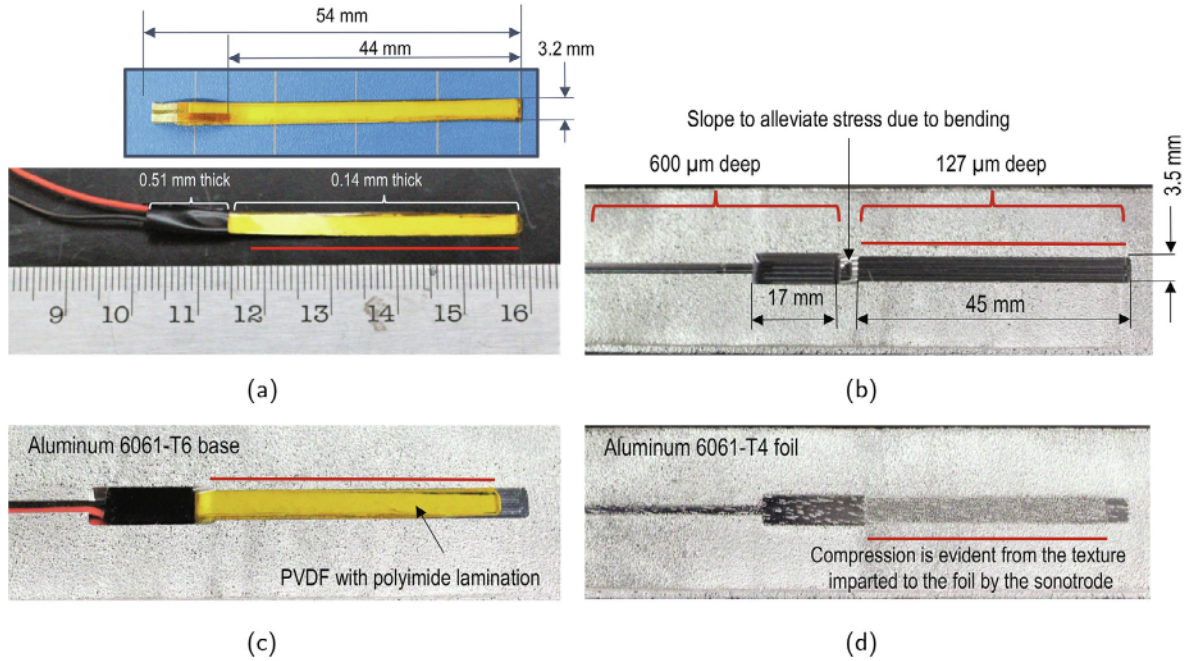 54 mm
44 mm
3.2 mm
0.51 mm thick
0.14 mm thick
9 10 11 12 13 14 15 16
(a)
Slope to alleviate stress due to bending
600 µm deep
127 µm deep
3.5 mm
17 mm
45 mm
(b)
Aluminum 6061-T6 base
PVDF with polyimide lamination
(c)
Aluminum 6061-T4 foil
Compression is evident from the texture
imparted to the foil by the sonotrode
(d)